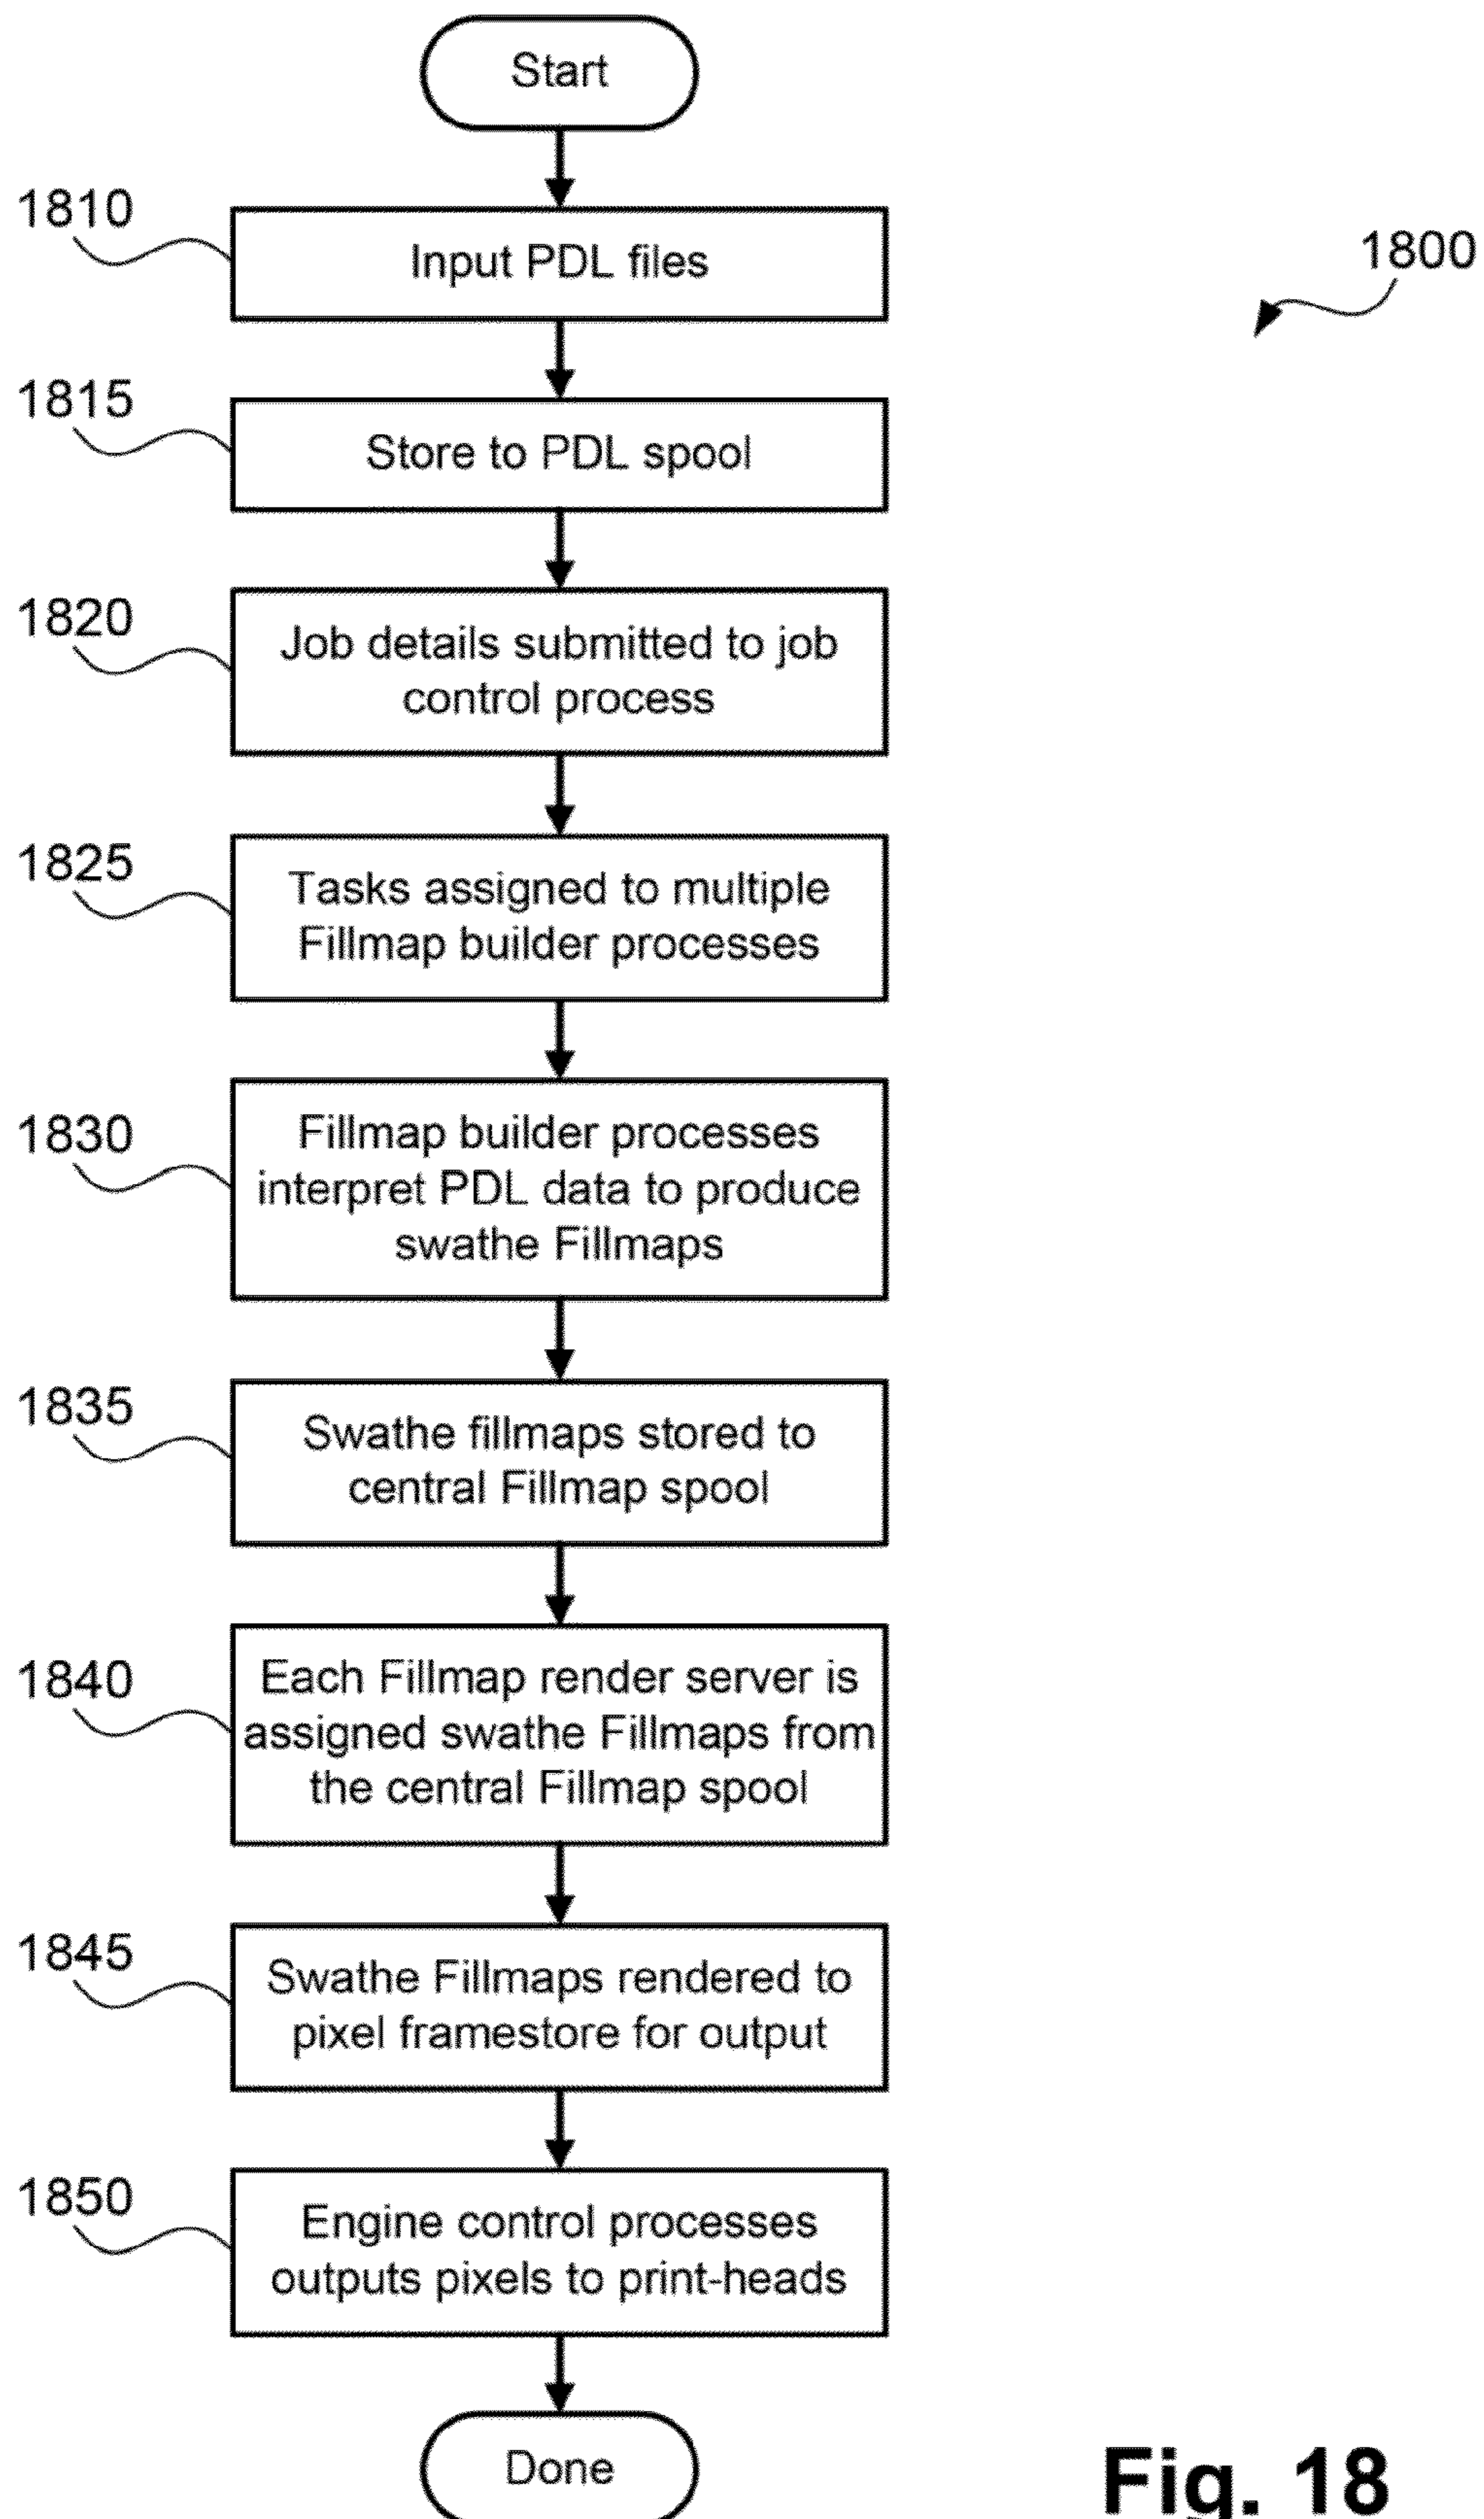 Start
1810
Input PDL files
1800
1815
Store to PDL spool
1820
Job details submitted to job
control process
1825
Tasks assigned to multiple
Fillmap builder processes
1830
Fillmap builder processes
interpret PDL data to produce
swathe Fillmaps
1835
Swathe fillmaps stored to
central Fillmap spool
1840
Each Fillmap render server is
assigned swathe Fillmaps from
the central Fillmap spool
1845
Swathe Fillmaps rendered to
pixel framestore for output
1850
Engine control processes
outputs pixels to print-heads
Done
Fig. 18